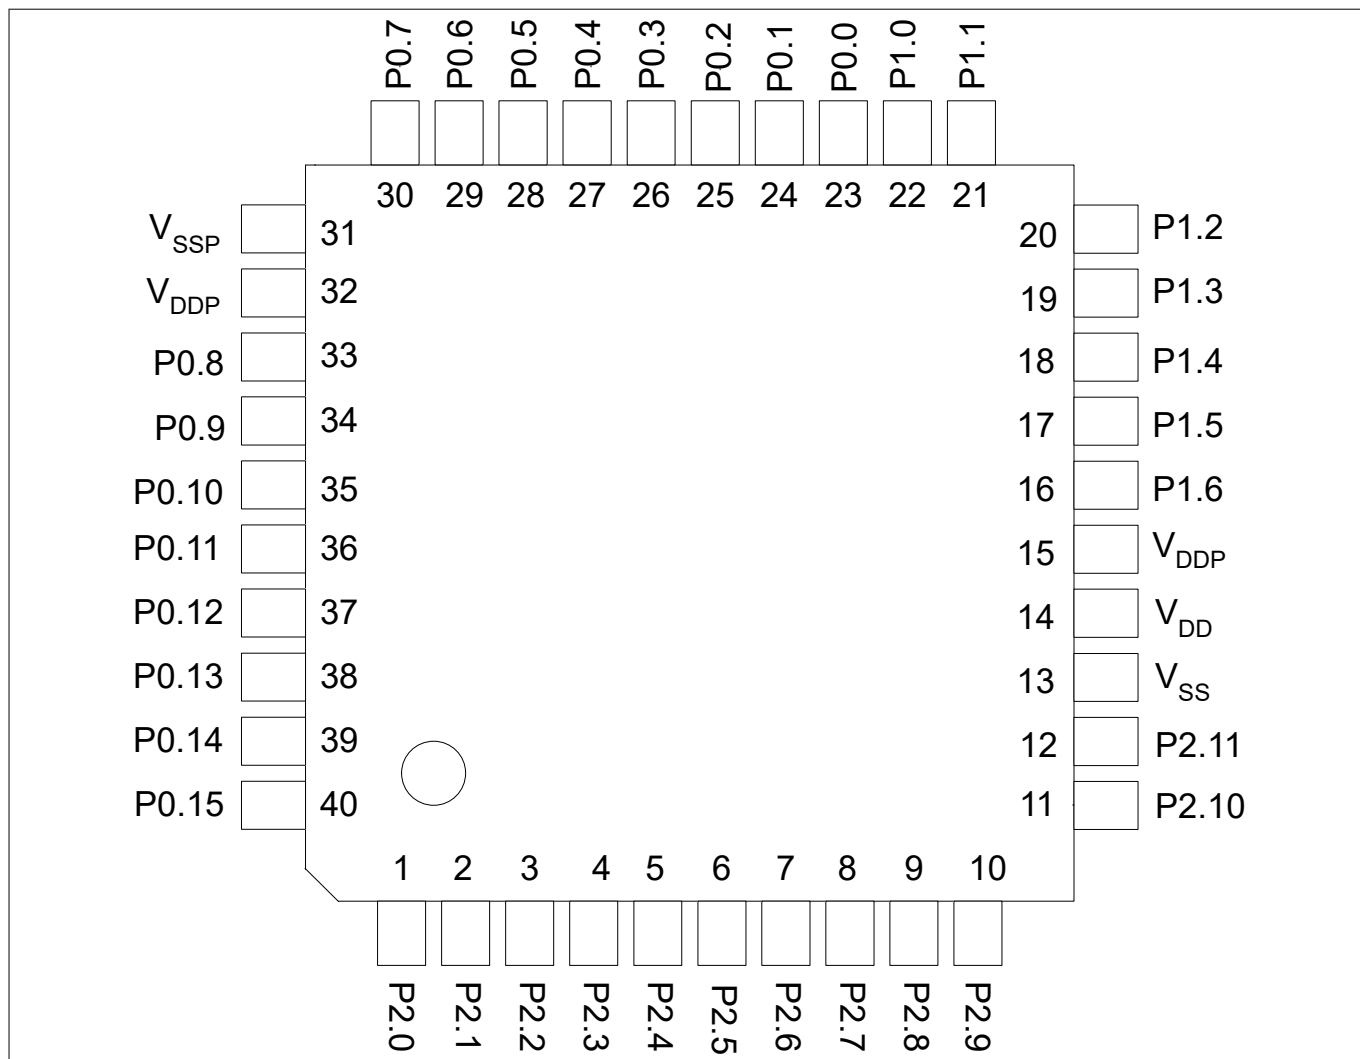 P0.7 P0.6 P0.5 P0.4 P0.3 P0.2 P0.1 P0.0 P1.0 P1.1
30 29 28 27 26 25 24 23 22 21
VSSP 31 20 P1.2
VDDP 32 19 P1.3
P0.8 33 18 P1.4
P0.9 34 17 P1.5
P0.10 35 16 P1.6
P0.11 36 15 VDDP
P0.12 37 14 VDD
P0.13 38 13 VSS
P0.14 39 12 P2.11
P0.15 40 11 P2.10
1 2 3 4 5 6 7 8 9 10
P2.0 P2.1 P2.2 P2.3 P2.4 P2.5 P2.6 P2.7 P2.8 P2.9